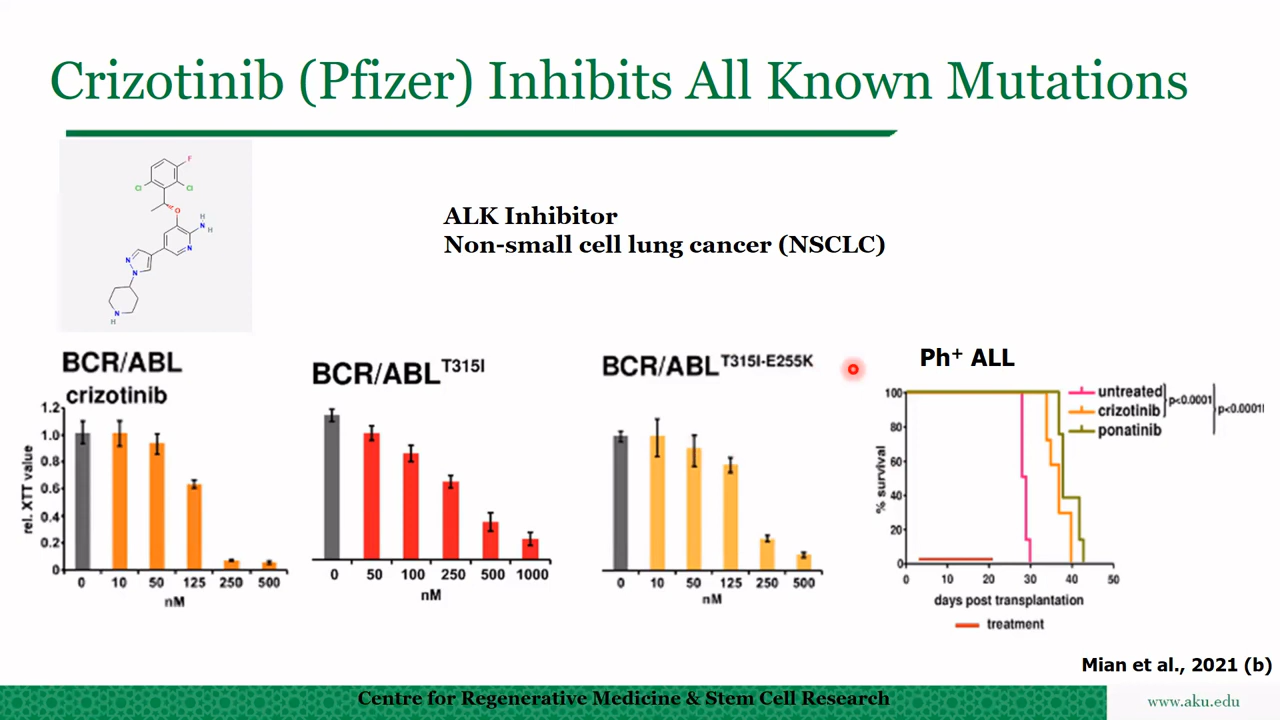 Crizotinib (Pfizer) Inhibits All Known Mutations
F
Cl
Cl
O
H
N
H
N
N
N
N
H
ALK Inhibitor
Non-small cell lung cancer (NSCLC)
BCR/ABL
crizotinib
rel. XTT value
1.2
1.0
0.8
0.6
0.4
0.2
0
0 10 50 125 250 500
nM
BCR/ABL T315I
0 50 100 250 500 1000
nM
BCR/ABL T315I-E255K
0 10 50 125 250 500
nM
Ph+ ALL
% survival
100
80
60
40
20
0
untreated
crizotinib
ponatinib
p<0.0001
p<0.0001
0 10 20 30 40 50
days post transplantation
treatment
Mian et al., 2021 (b)
Centre for Regenerative Medicine & Stem Cell Research
www.aku.edu